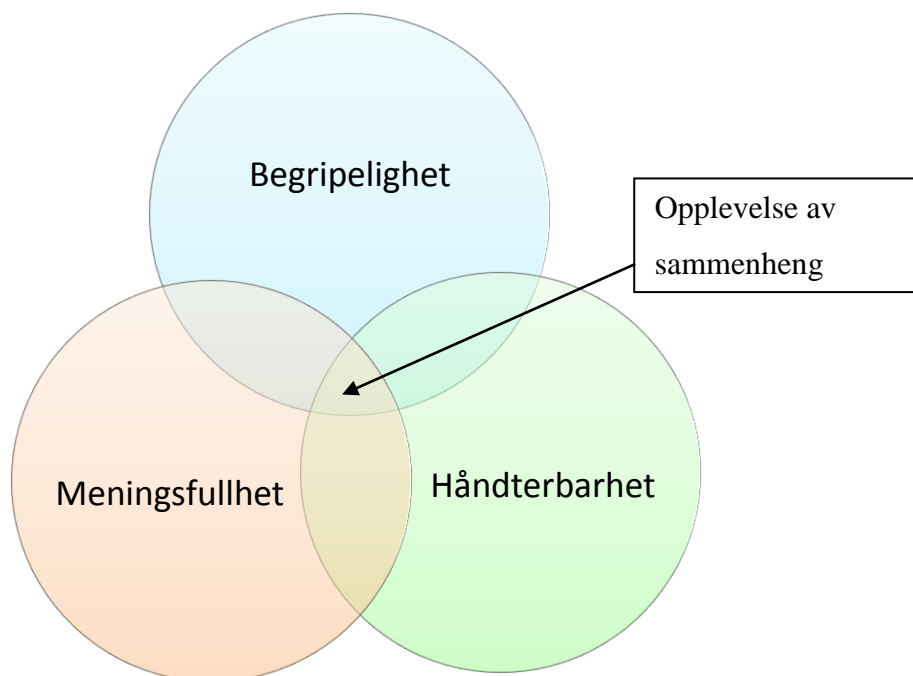 Begripelighet
Opplevelse av
sammenheng
Meningsfullhet
Håndterbarhet